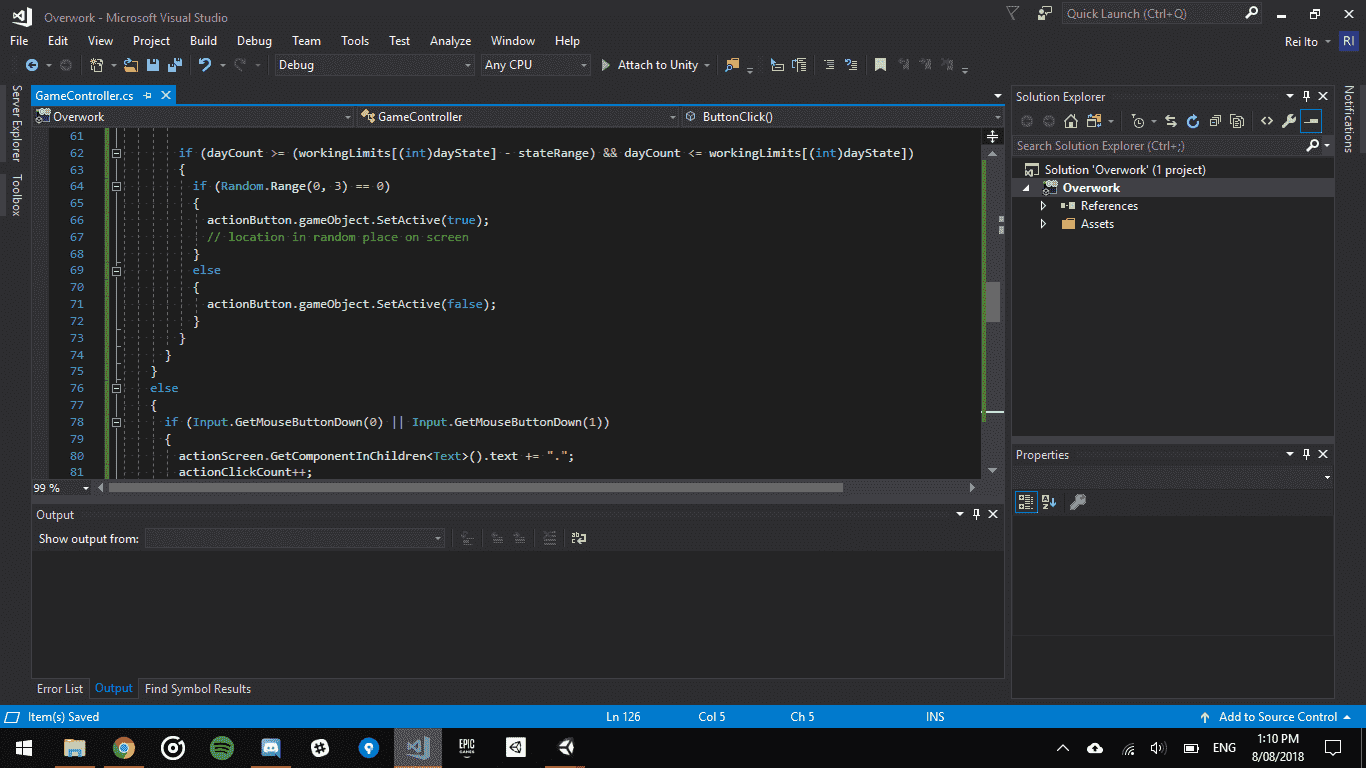 Overwork - Microsoft Visual Studio
Quick Launch (Ctrl+Q)
File Edit View Project Build Debug Team Tools Test Analyze Window Help
Rei Ito RI
Debug Any CPU Attach to Unity
Server Explorer
Toolbox
GameController.cs
Overwork GameController ButtonClick()
61
62 if (dayCount >= (workingLimits[(int)dayState] - stateRange) && dayCount <= workingLimits[(int)dayState])
63 {
64 if (Random.Range(0, 3) == 0)
65 {
66 actionButton.gameObject.SetActive(true);
67 // location in random place on screen
68 }
69 else
70 {
71 actionButton.gameObject.SetActive(false);
72 }
73 }
74 }
75 }
76 else
77 {
78 if (Input.GetMouseButtonDown(0) || Input.GetMouseButtonDown(1))
79 {
80 actionScreen.GetComponentInChildren<Text>().text += ".";
81 actionClickCount++;
99 %
Output
Show output from:
Error List Output Find Symbol Results
Solution Explorer
Search Solution Explorer (Ctrl+;)
Solution 'Overwork' (1 project)
Overwork
References
Assets
Properties
Notifications
Item(s) Saved Ln 126 Col 5 Ch 5 INS Add to Source Control
EPIC
GAMES
ENG
1:10 PM
8/08/2018